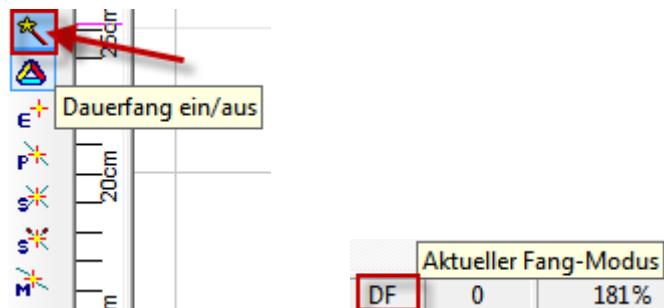 25cm
Dauerfang ein/aus
E
P
20cm
S
S
M
Aktueller Fang-Modus
DF 0 181%